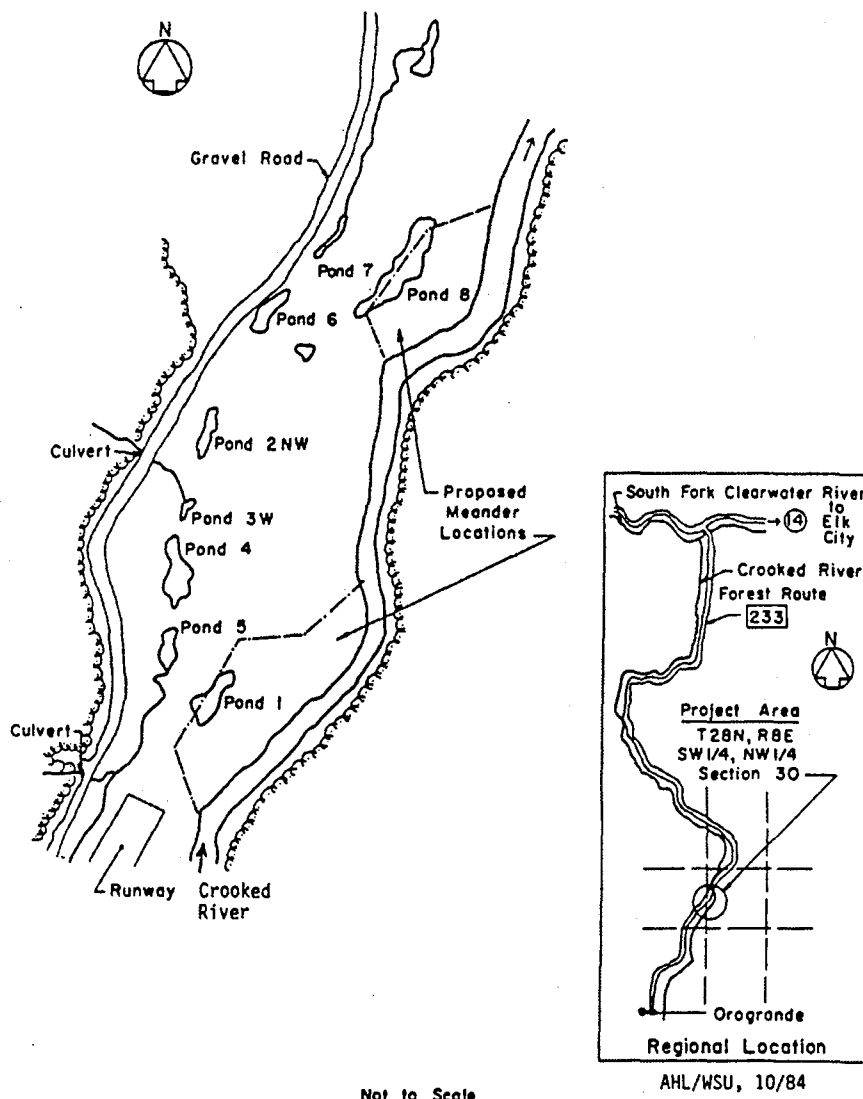 N
Gravel Road
Pond 7
Pond 8
Pond 6
Pond 2NW
Culvert
Pond 3W
Pond 4
Proposed
Meander
Locations
Pond 5
Pond 1
Culvert
Runway
Crooked
River
South Fork Clearwater River
to
14
Elk
City
Crooked River
Forest Route
233
N
Project Area
T28N, R8E
SW1/4, NW1/4
Section 30
Orogrande
Regional Location
AHL/WSU, 10/84
Not to Scale